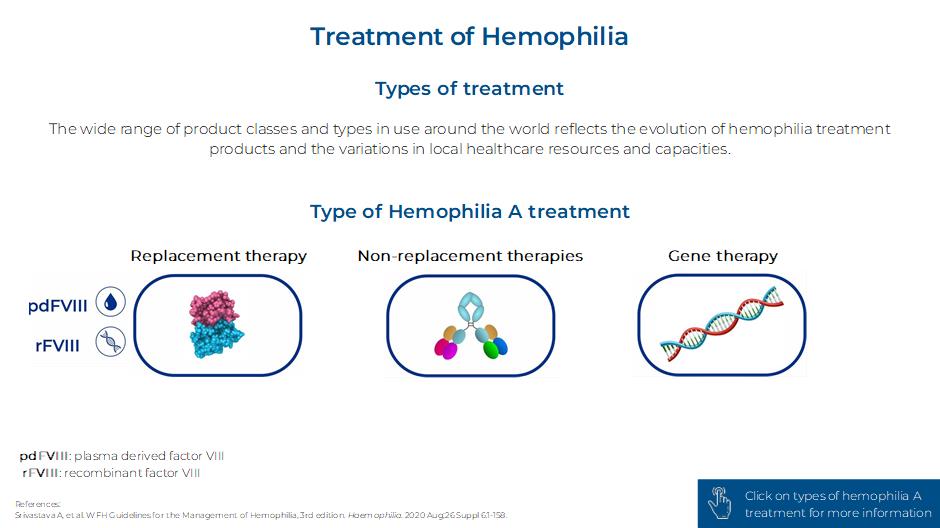 Treatment of Hemophilia
Types of treatment
The wide range of product classes and types in use around the world reflects the evolution of hemophilia treatment
products and the variations in local healthcare resources and capacities.
Type of Hemophilia A treatment
Replacement therapy
Non-replacement therapies
Gene therapy
pdFVIII
rFVIII
pdFVIII: plasma derived factor VIII
rFVIII: recombinant factor VIII
References:
Srivastava A, et al. WFH Guidelines for the Management of Hemophilia, 3rd edition. Haemophilia. 2020 Aug;26 Suppl 6:1-158.
Click on types of hemophilia A
treatment for more information